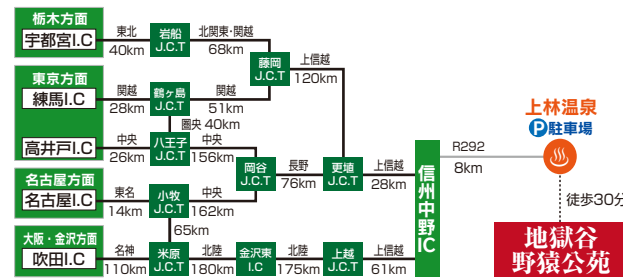 栃木方面
宇都宮I.C
東北
40km
岩船
J.C.T
北関東・関越
68km
藤岡
J.C.T
上信越
120km
東京方面
練馬I.C
関越
28km
鶴ヶ島
J.C.T
関越
51km
圏央 40km
高井戸I.C
中央
26km
八王子
J.C.T
中央
156km
岡谷
J.C.T
長野
76km
更埴
J.C.T
上信越
28km
名古屋方面
名古屋I.C
東名
14km
小牧
J.C.T
中央
162km
65km
大阪・金沢方面
吹田I.C
名神
110km
米原
J.C.T
北陸
180km
金沢東
I.C
北陸
175km
上越
J.C.T
上信越
61km
信州中野IC
R292
8km
上林温泉
P駐車場
徒歩30分
地獄谷
野猿公苑